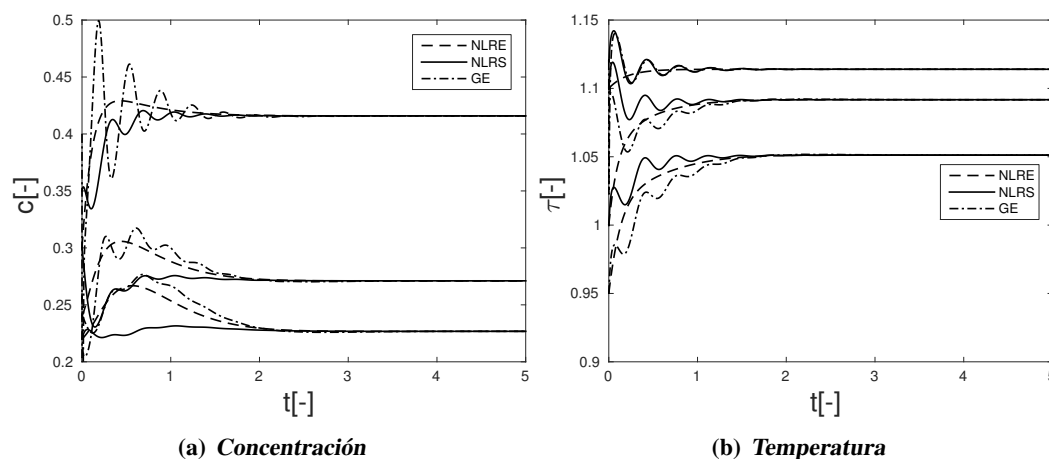 0.5
0.45
0.4
0.35
0.3
0.25
0.2
c[-]
0
1
2
3
4
5
t[-]
NLRE
NLRS
GE
(a) Concentración
1.15
1.1
1.05
1
0.95
0.9
τ[-]
0
1
2
3
4
5
t[-]
NLRE
NLRS
GE
(b) Temperatura